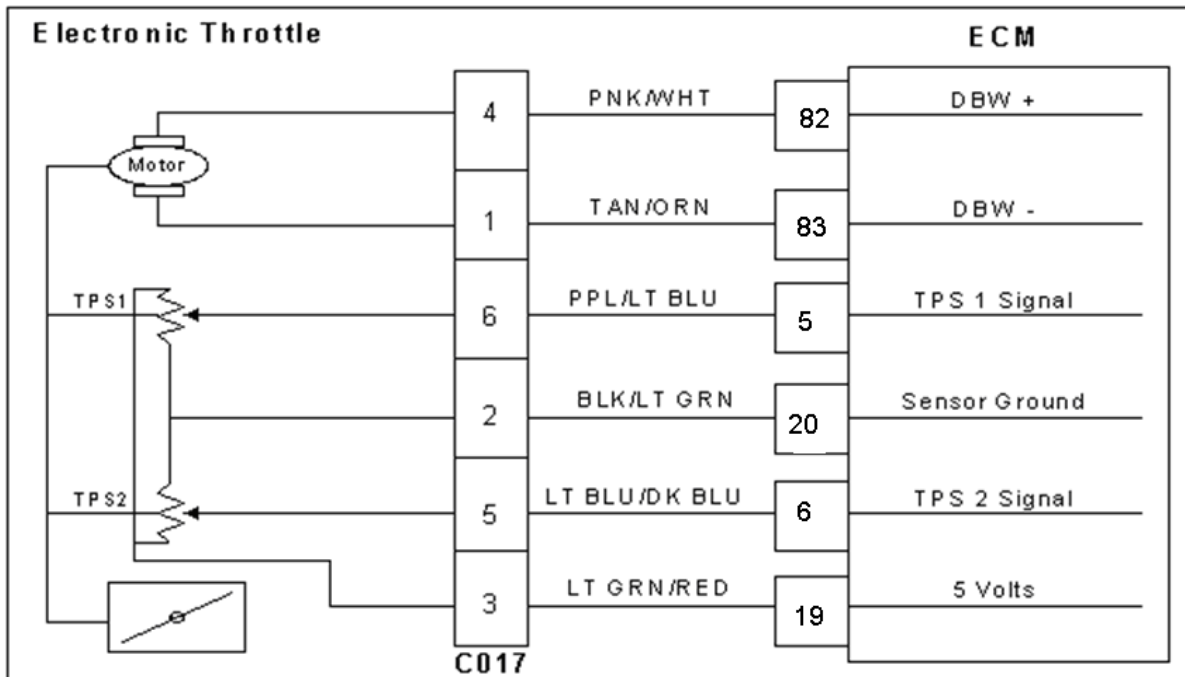 Electronic Throttle
ECM
4
PNK/WHT
82
DBW +
Motor
1
TAN/ORN
83
DBW -
TPS1
6
PPL/LT BLU
5
TPS 1 Signal
2
BLK/LT GRN
20
Sensor Ground
TPS2
5
LT BLU/DK BLU
6
TPS 2 Signal
3
LT GRN/RED
19
5 Volts
C017